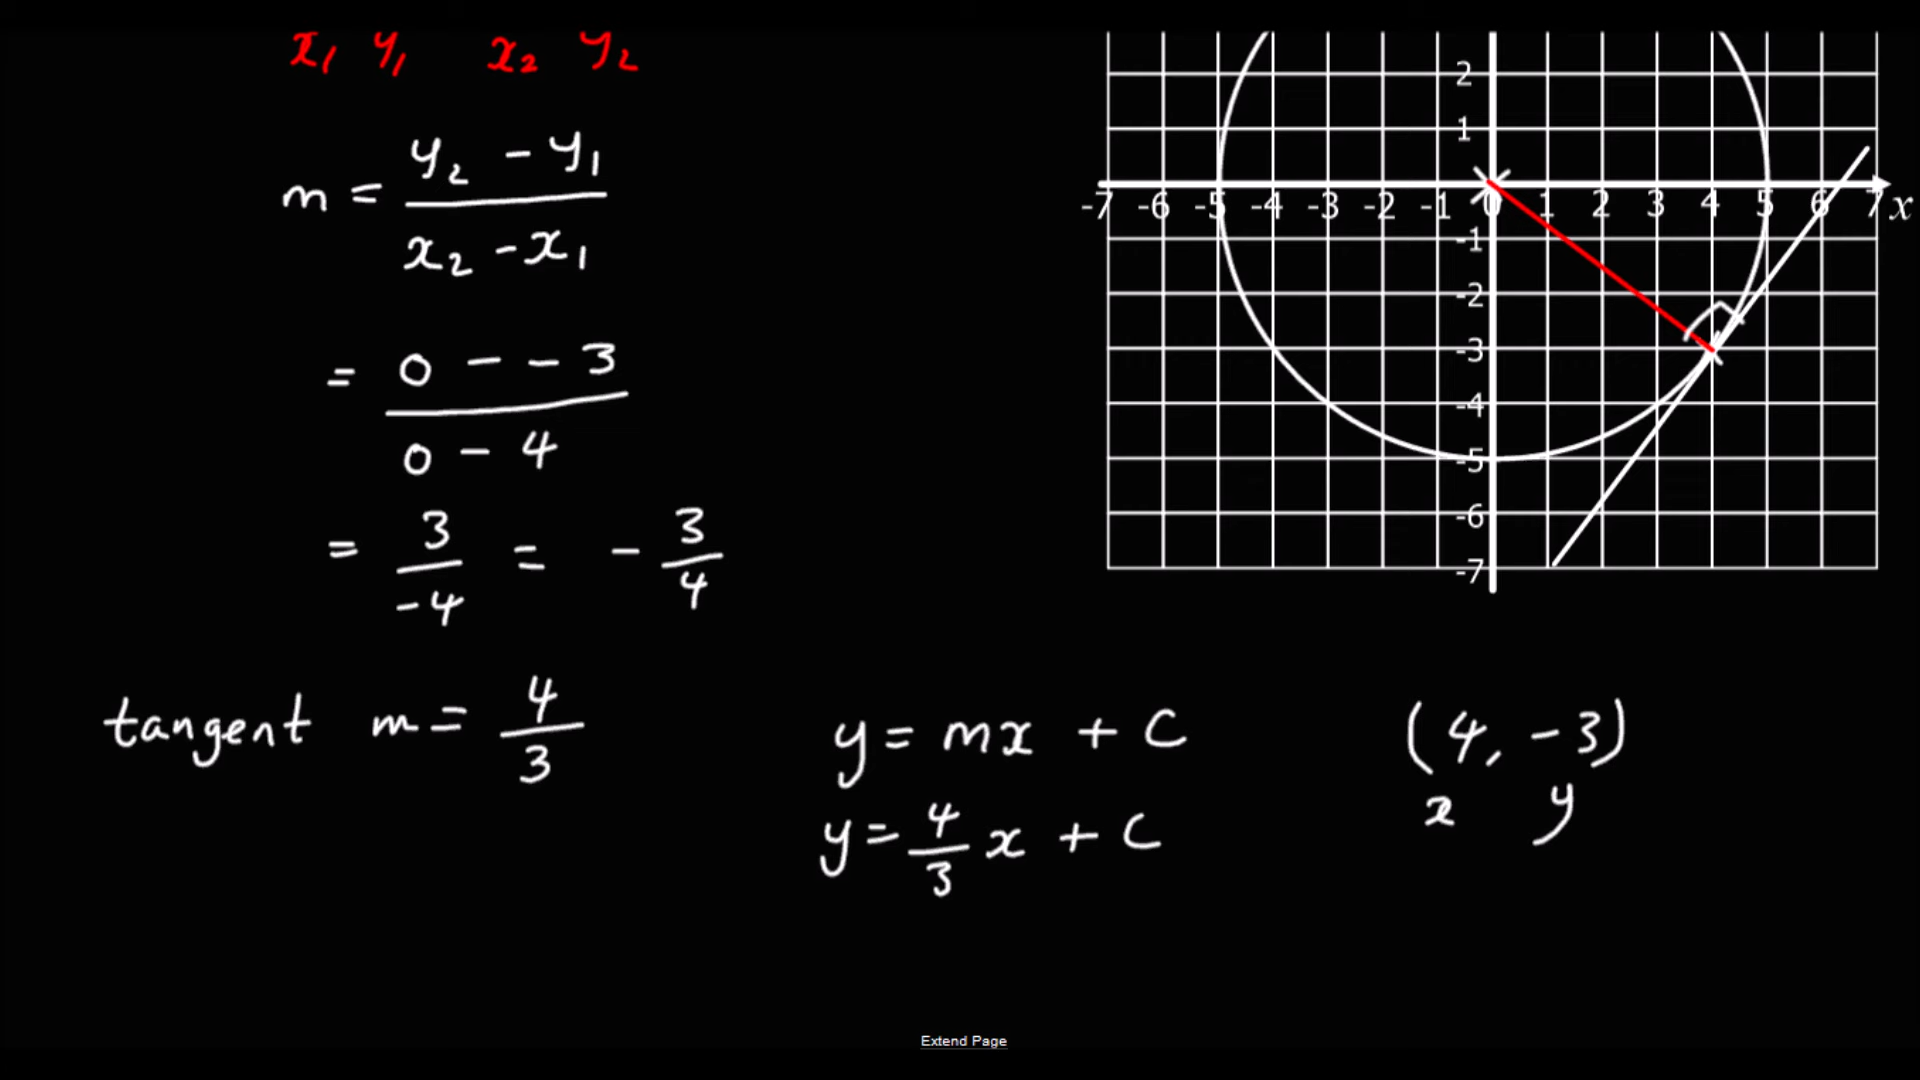 x₁ y₁ x₂ y₂
m = (y₂ - y₁)/(x₂ - x₁)
= (0 - - 3)/(0 - 4)
= 3/-4 = - 3/4
tangent m = 4/3
y = mx + C
y = 4/3 x + C
(4, -3)
x y
2
1
-7 -6 -5 -4 -3 -2 -1 0 1 2 3 4 5 6 7 x
-1
-2
-3
-4
-5
-6
-7
Extend Page